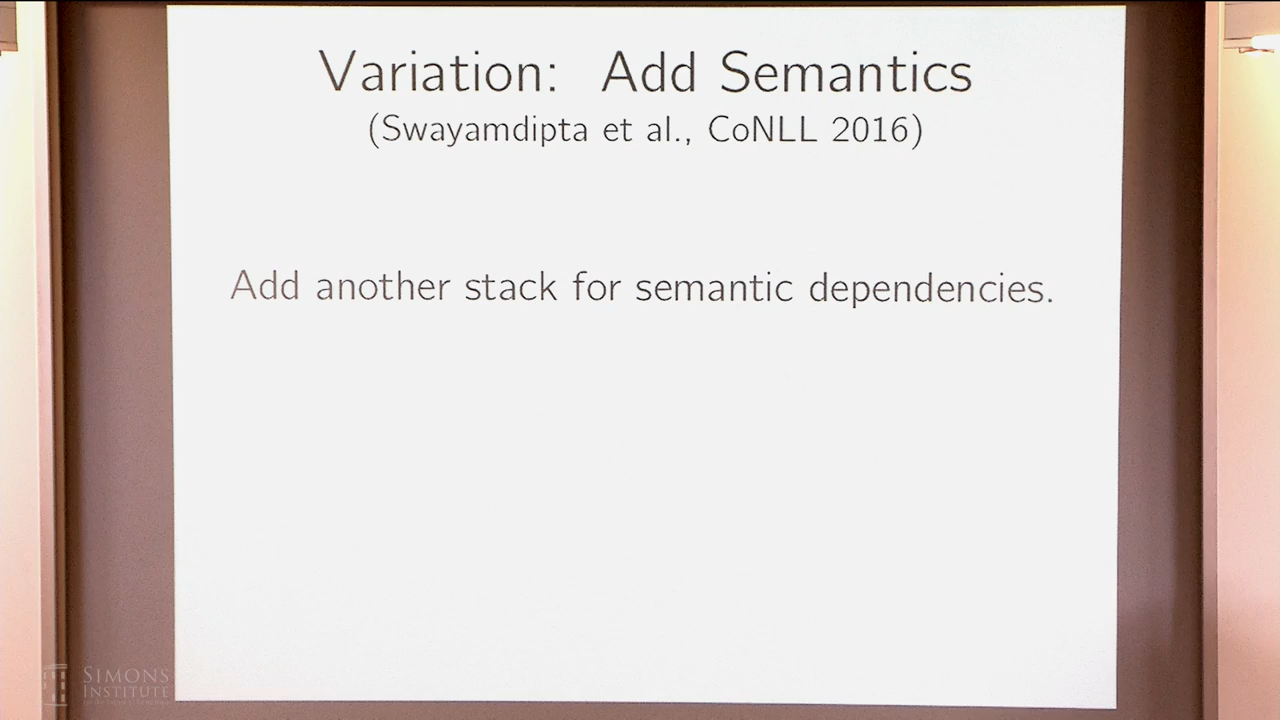 Variation: Add Semantics
(Swayamdipta et al., CoNLL 2016)
Add another stack for semantic dependencies.
SIMONS
INSTITUTE